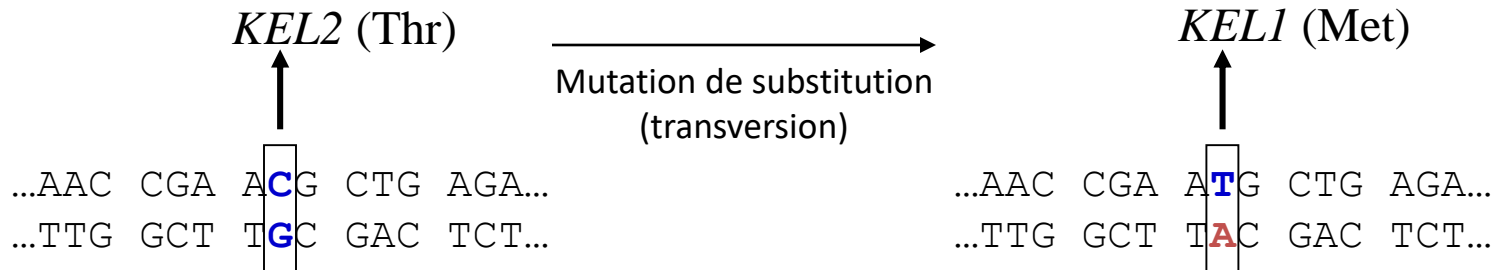 KEL2 (Thr)
Mutation de substitution
(transversion)
KEL1 (Met)
...AAC CGA ACG CTG AGA...
...TTG GCT TGC GAC TCT...
...AAC CGA ATG CTG AGA...
...TTG GCT TAC GAC TCT...